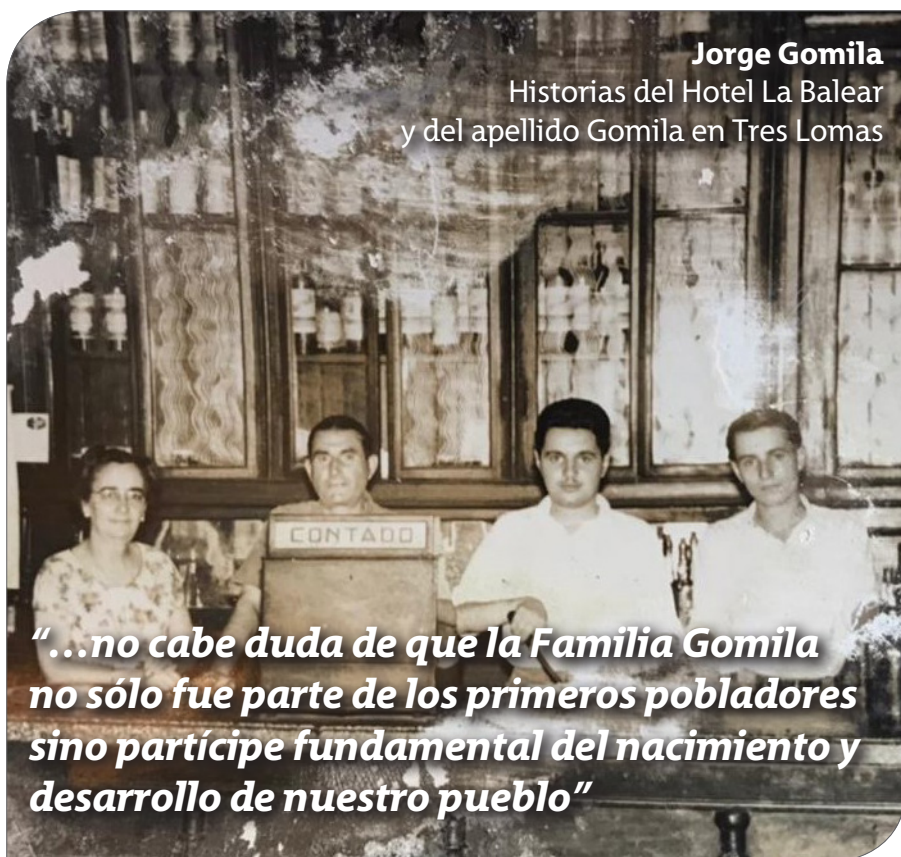 Jorge Gomila
Historias del Hotel La Balear
y del apellido Gomila en Tres Lomas
CONTADO
“...no cabe duda de que la Familia Gomila
no sólo fue parte de los primeros pobladores
sino partícipe fundamental del nacimiento y
desarrollo de nuestro pueblo”